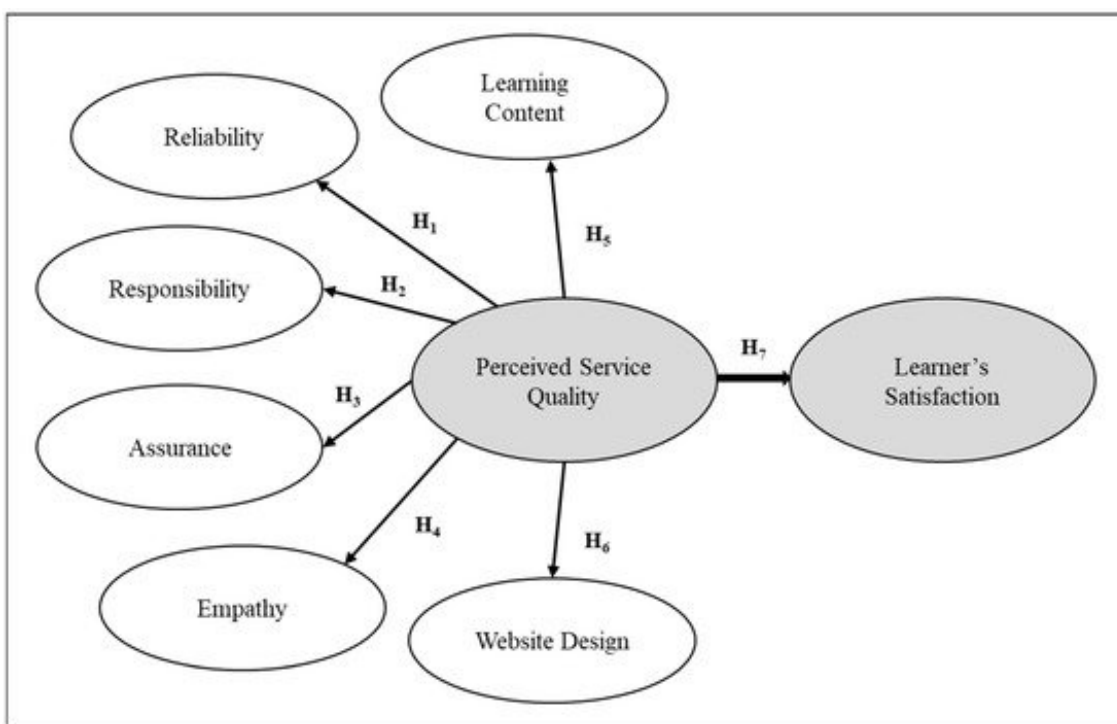 Learning
Content
Reliability
H₁
H₅
Responsibility
H₂
Perceived Service
Quality
H₇
Learner’s
Satisfaction
H₃
Assurance
H₄
H₆
Empathy
Website Design